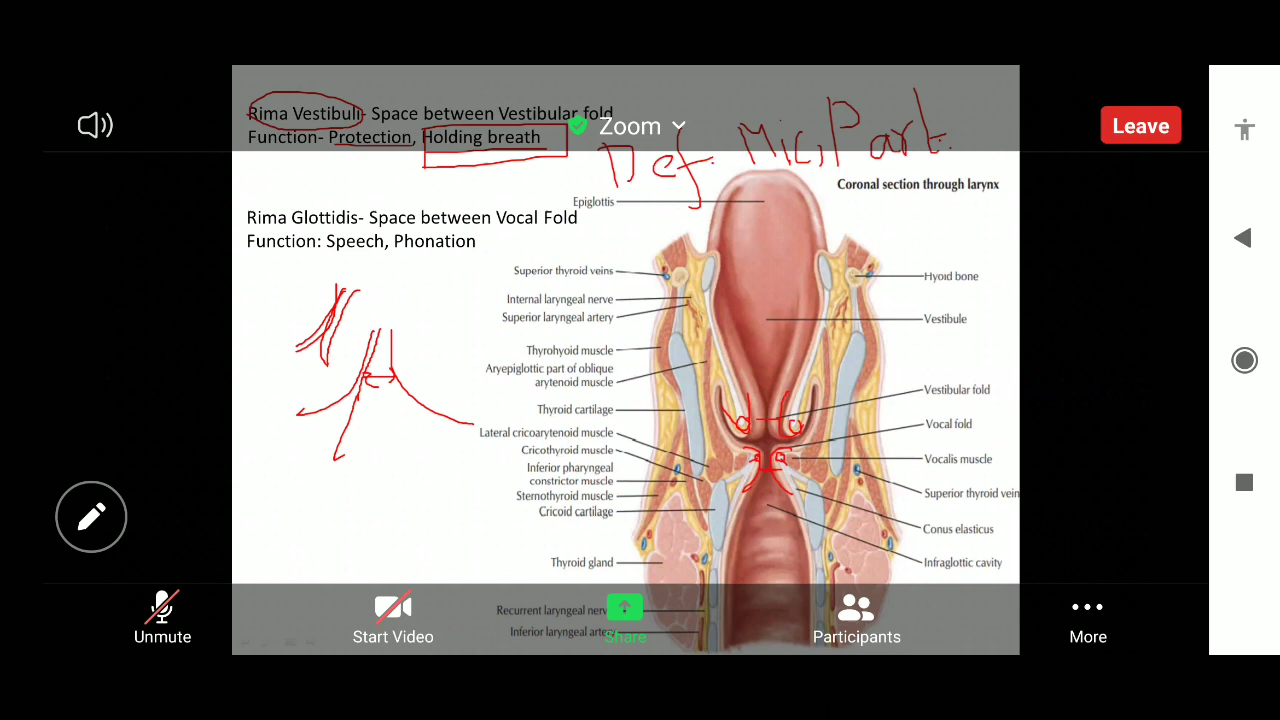 Rima Vestibuli- Space between Vestibular fold
Function- Protection, Holding breath
Zoom
Leave
Def. Mic, Part.
Coronal section through larynx
Epiglottis
Rima Glottidis- Space between Vocal Fold
Function: Speech, Phonation
Superior thyroid veins
Internal laryngeal nerve
Superior laryngeal artery
Thyrohyoid muscle
Aryepiglottic part of oblique
arytenoid muscle
Thyroid cartilage
Lateral cricoarytenoid muscle
Cricothyroid muscle
Inferior pharyngeal
constrictor muscle
Sternothyroid muscle
Cricoid cartilage
Thyroid gland
Recurrent laryngeal nerv
Inferior laryngeal arter
Hyoid bone
Vestibule
Vestibular fold
Vocal fold
Vocalis muscle
Superior thyroid vein
Conus elasticus
Infraglottic cavity
Unmute
Start Video
Share
Participants
More